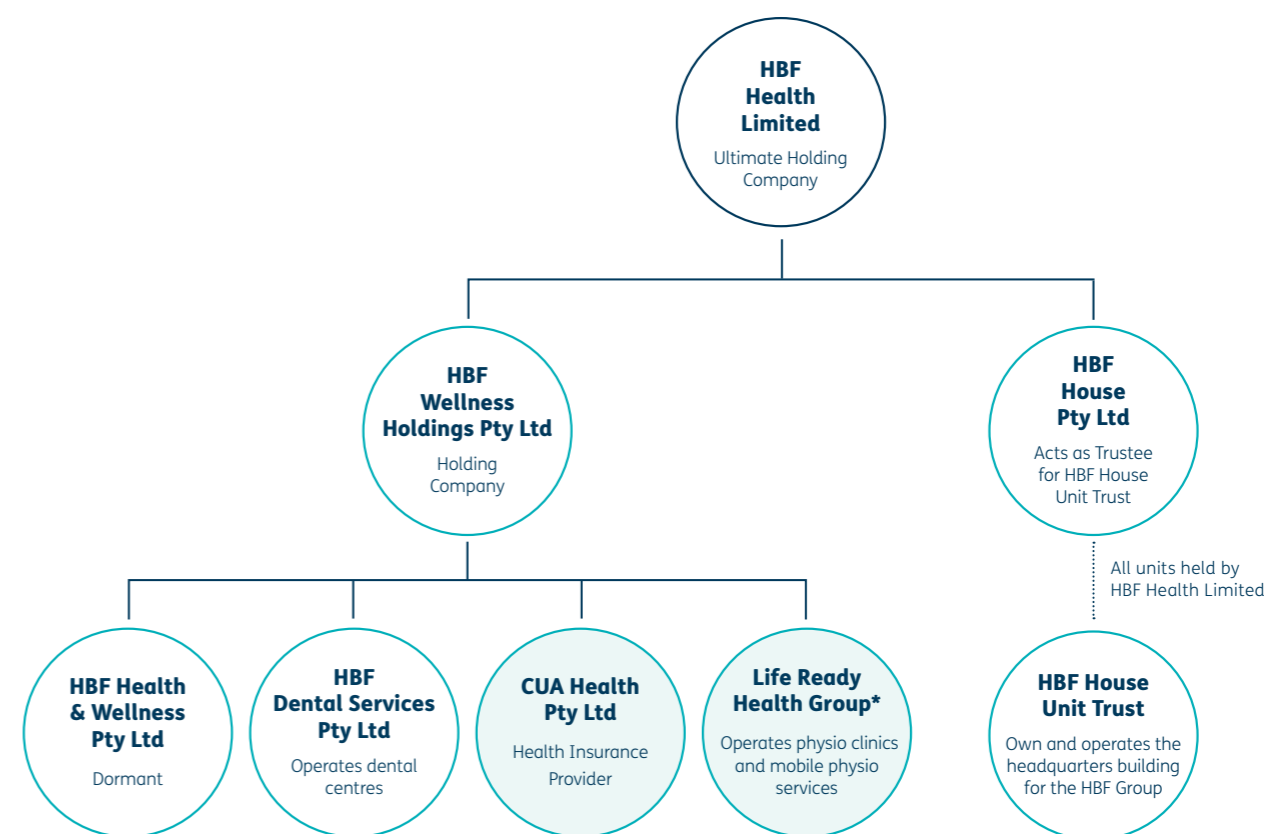 HBF
Health
Limited
Ultimate Holding
Company
HBF
Wellness
Holdings Pty Ltd
Holding
Company
HBF
House
Pty Ltd
Acts as Trustee
for HBF House
Unit Trust
All units held by
HBF Health Limited
HBF Health
& Wellness
Pty Ltd
Dormant
HBF
Dental Services
Pty Ltd
Operates dental
centres
CUA Health
Pty Ltd
Health Insurance
Provider
Life Ready
Health Group*
Operates physio clinics
and mobile physio
services
HBF House
Unit Trust
Own and operates the
headquarters building
for the HBF Group